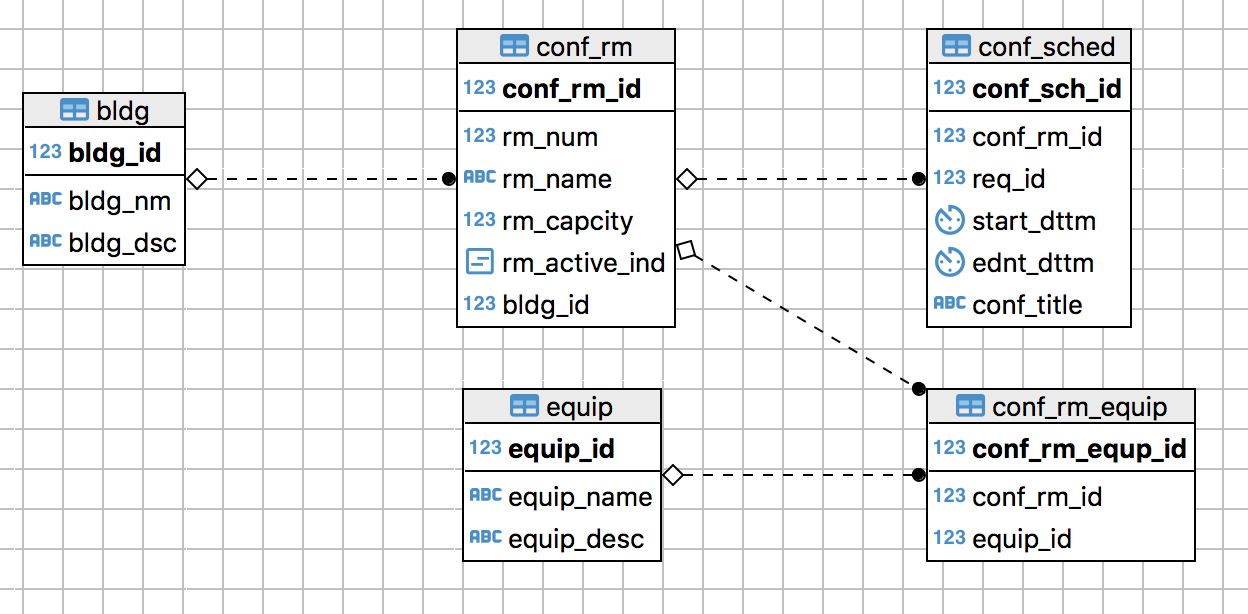 bldg
123 bldg_id
ABC bldg_nm
ABC bldg_dsc
conf_rm
123 conf_rm_id
123 rm_num
ABC rm_name
123 rm_capcity
rm_active_ind
123 bldg_id
conf_sched
123 conf_sch_id
123 conf_rm_id
123 req_id
start_dttm
ednt_dttm
ABC conf_title
equip
123 equip_id
ABC equip_name
ABC equip_desc
conf_rm_equip
123 conf_rm_equp_id
123 conf_rm_id
123 equip_id